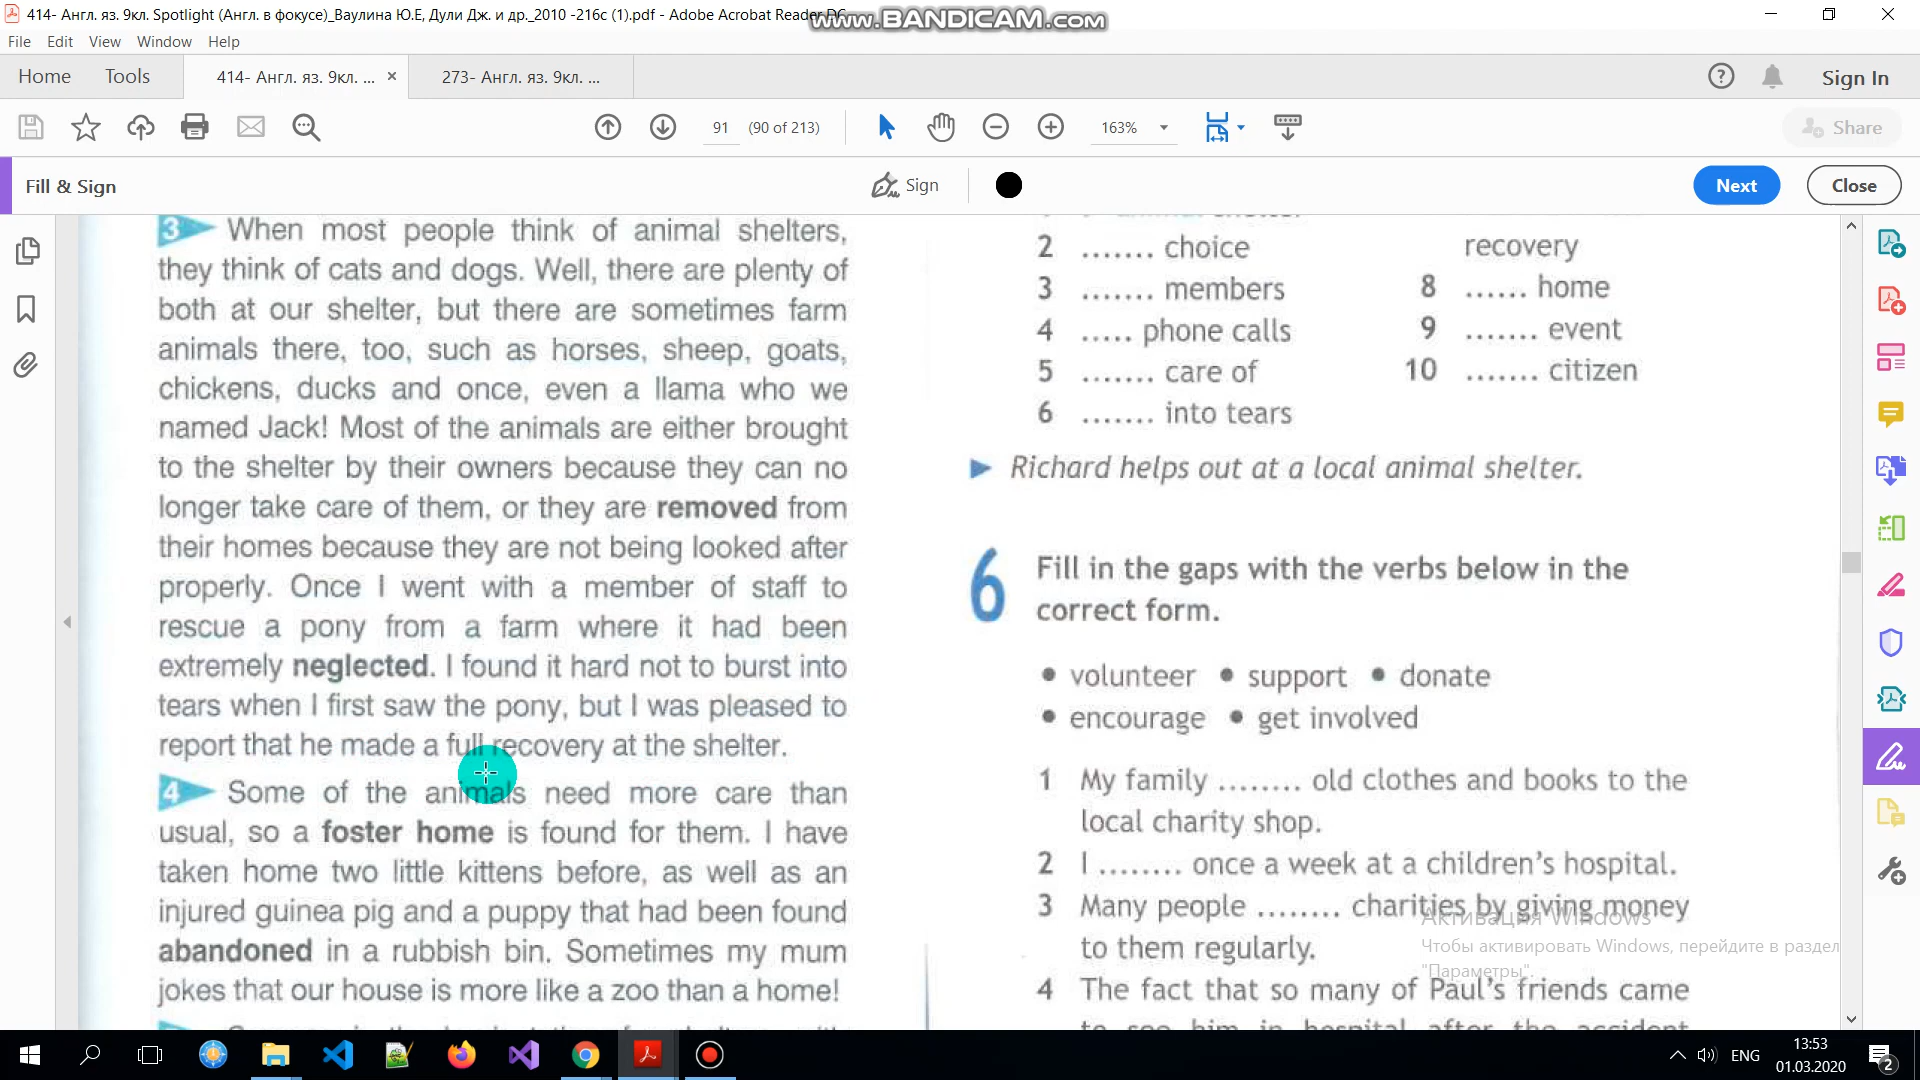 414- Англ. яз. 9кл. Spotlight (Англ. в фокусе)_Ваулина Ю.Е, Дули Дж. и др._2010 -216с (1).pdf - Adobe Acrobat Reader DC
www.BANDICAM.com
File Edit View Window Help
Home Tools 414- Англ. яз. 9кл. ... × 273- Англ. яз. 9кл. ... Sign In
91 (90 of 213) 163% Share
Fill & Sign Sign Next Close
3 When most people think of animal shelters,
they think of cats and dogs. Well, there are plenty of
both at our shelter, but there are sometimes farm
animals there, too, such as horses, sheep, goats,
chickens, ducks and once, even a llama who we
named Jack! Most of the animals are either brought
to the shelter by their owners because they can no
longer take care of them, or they are removed from
their homes because they are not being looked after
properly. Once I went with a member of staff to
rescue a pony from a farm where it had been
extremely neglected. I found it hard not to burst into
tears when I first saw the pony, but I was pleased to
report that he made a full recovery at the shelter.
4 Some of the animals need more care than
usual, so a foster home is found for them. I have
taken home two little kittens before, as well as an
injured guinea pig and a puppy that had been found
abandoned in a rubbish bin. Sometimes my mum
jokes that our house is more like a zoo than a home!
2 ....... choice
3 ....... members
4 ..... phone calls
5 ....... care of
6 ....... into tears
recovery
8 ...... home
9 ....... event
10 ....... citizen
Richard helps out at a local animal shelter.
6 Fill in the gaps with the verbs below in the
correct form.
• volunteer • support • donate
• encourage • get involved
1 My family ........ old clothes and books to the
local charity shop.
2 I ........ once a week at a children's hospital.
3 Many people ........ charities by giving money
to them regularly.
4 The fact that so many of Paul's friends came
to see him in hospital after the accident
Активация Windows
Чтобы активировать Windows, перейдите в раздел
"Параметры".
ENG
13:53
01.03.2020
2